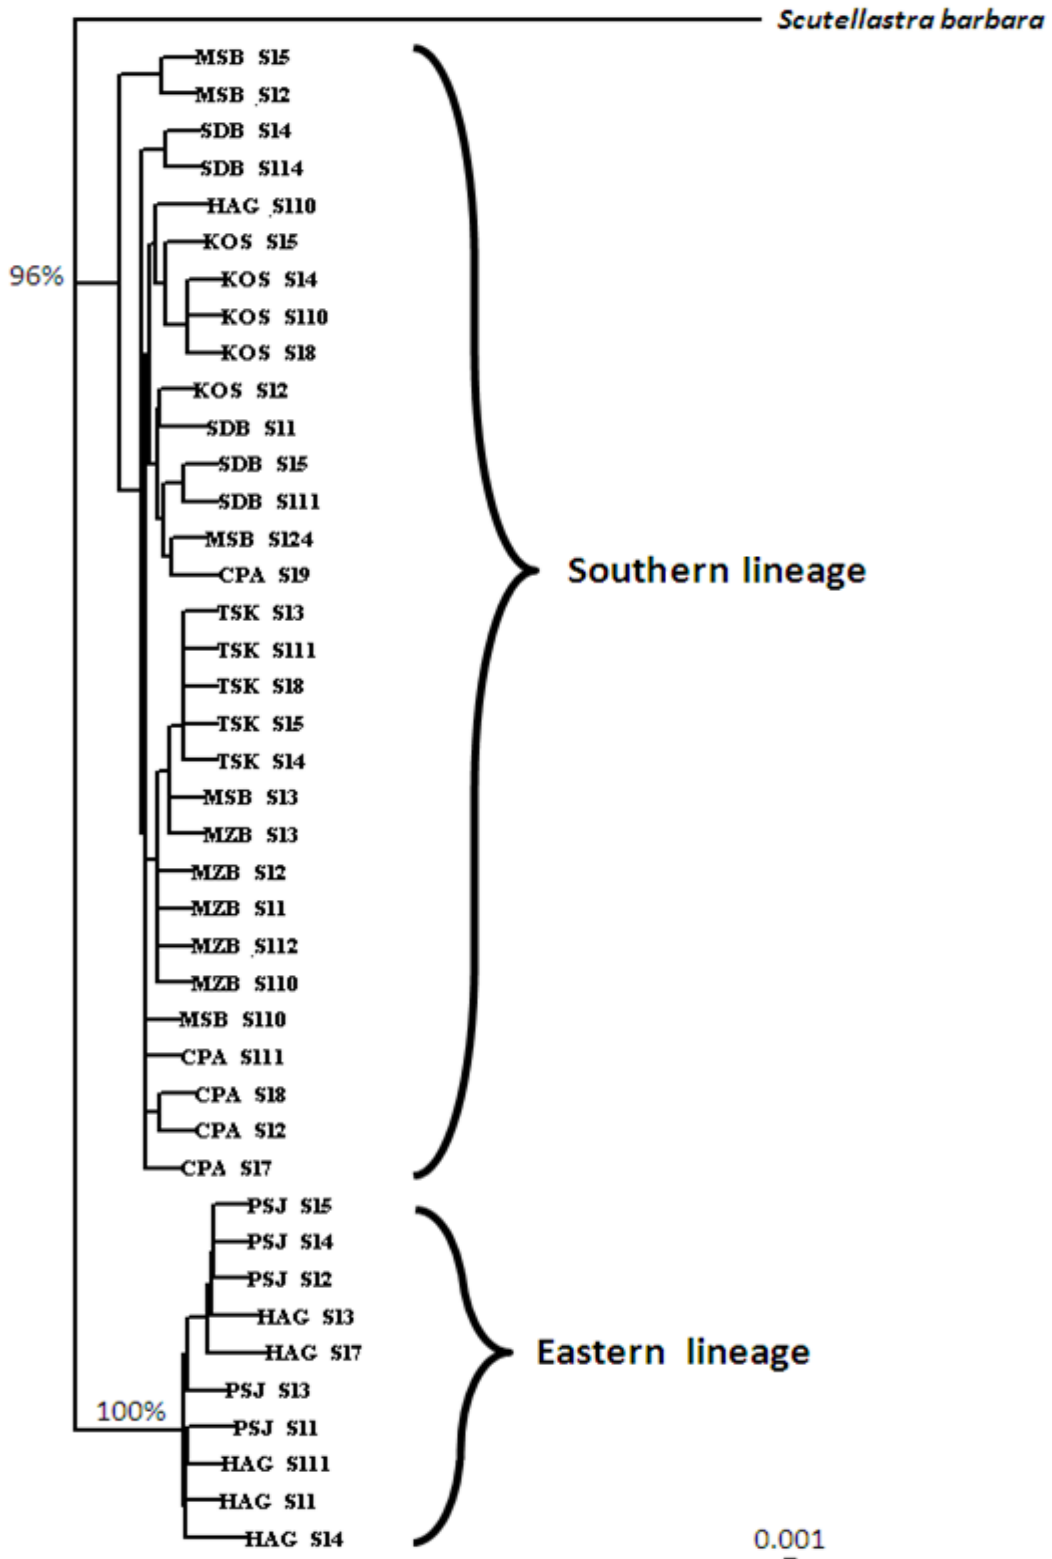 Scutellastra barbara
MSB S15
MSB S12
SDB S14
SDB S114
HAG S110
KOS S15
96%
KOS S14
KOS S110
KOS S18
KOS S12
SDB S11
SDB S15
SDB S111
MSB S124
CPA S19
Southern lineage
TSK S13
TSK S111
TSK S18
TSK S15
TSK S14
MSB S13
MZB S13
MZB S12
MZB S11
MZB S112
MZB S110
MSB S110
CPA S111
CPA S18
CPA S12
CPA S17
PSJ S15
PSJ S14
PSJ S12
HAG S13
HAG S17
Eastern lineage
PSJ S13
100%
PSJ S11
HAG S111
HAG S11
HAG S14
0.001